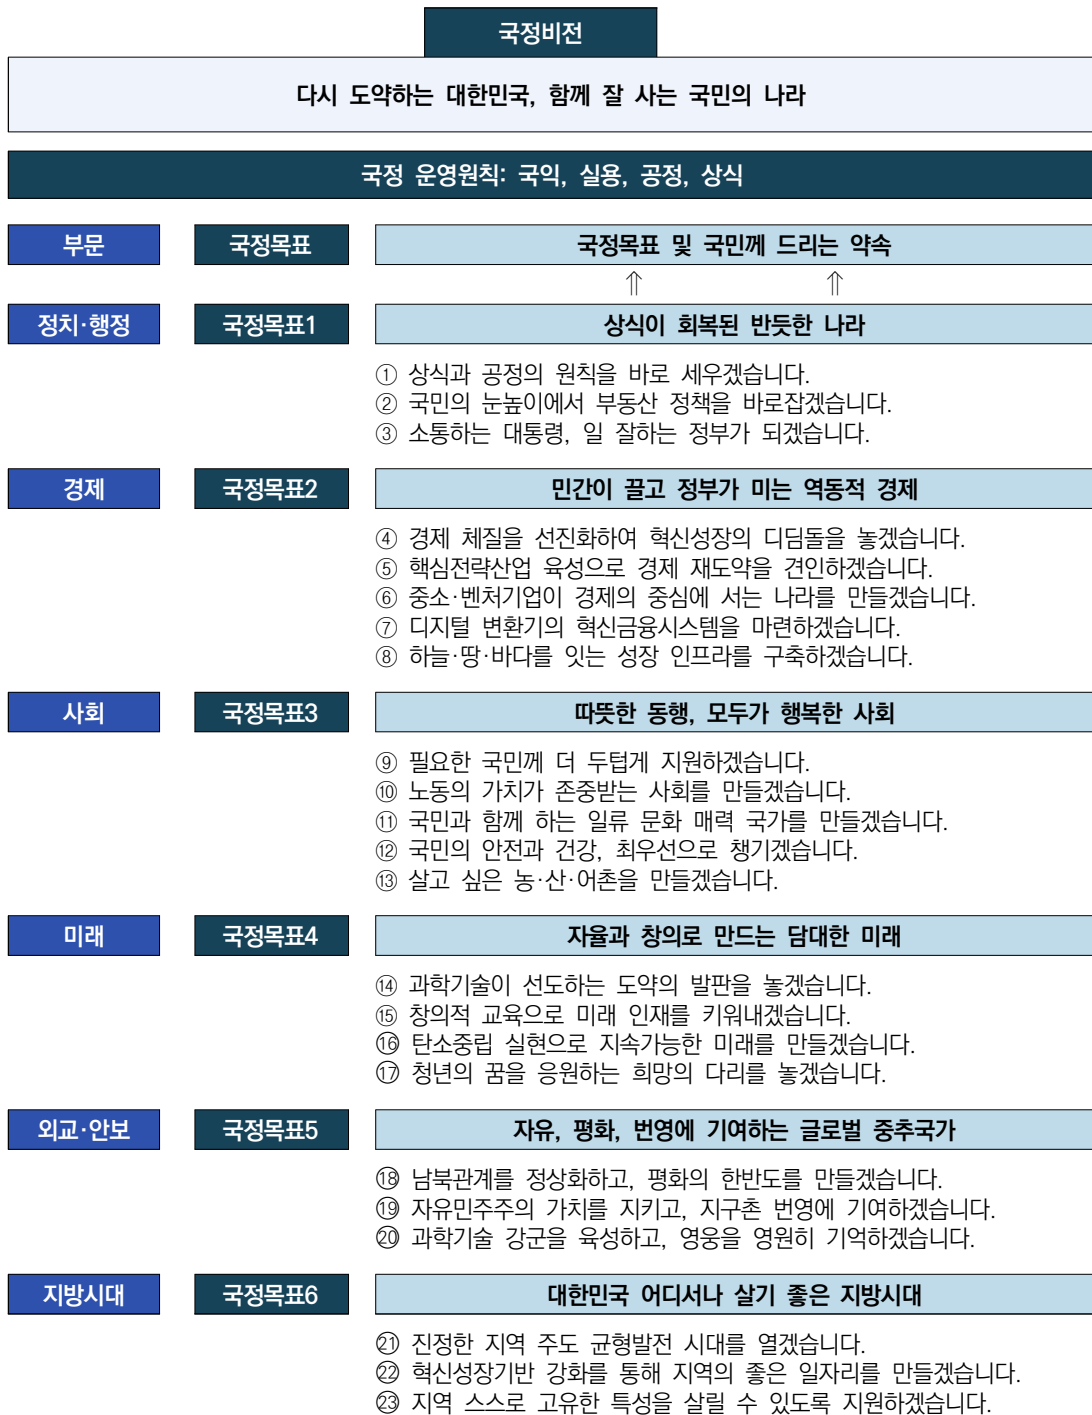 국정비전
다시 도약하는 대한민국, 함께 잘 사는 국민의 나라
국정 운영원칙: 국익, 실용, 공정, 상식
부문 국정목표 국정목표 및 국민께 드리는 약속
⇑ ⇑
정치·행정 국정목표1 상식이 회복된 반듯한 나라
① 상식과 공정의 원칙을 바로 세우겠습니다.
② 국민의 눈높이에서 부동산 정책을 바로잡겠습니다.
③ 소통하는 대통령, 일 잘하는 정부가 되겠습니다.
경제 국정목표2 민간이 끌고 정부가 미는 역동적 경제
④ 경제 체질을 선진화하여 혁신성장의 디딤돌을 놓겠습니다.
⑤ 핵심전략산업 육성으로 경제 재도약을 견인하겠습니다.
⑥ 중소·벤처기업이 경제의 중심에 서는 나라를 만들겠습니다.
⑦ 디지털 변환기의 혁신금융시스템을 마련하겠습니다.
⑧ 하늘·땅·바다를 잇는 성장 인프라를 구축하겠습니다.
사회 국정목표3 따뜻한 동행, 모두가 행복한 사회
⑨ 필요한 국민께 더 두텁게 지원하겠습니다.
⑩ 노동의 가치가 존중받는 사회를 만들겠습니다.
⑪ 국민과 함께 하는 일류 문화 매력 국가를 만들겠습니다.
⑫ 국민의 안전과 건강, 최우선으로 챙기겠습니다.
⑬ 살고 싶은 농·산·어촌을 만들겠습니다.
미래 국정목표4 자율과 창의로 만드는 담대한 미래
⑭ 과학기술이 선도하는 도약의 발판을 놓겠습니다.
⑮ 창의적 교육으로 미래 인재를 키워내겠습니다.
⑯ 탄소중립 실현으로 지속가능한 미래를 만들겠습니다.
⑰ 청년의 꿈을 응원하는 희망의 다리를 놓겠습니다.
외교·안보 국정목표5 자유, 평화, 번영에 기여하는 글로벌 중추국가
⑱ 남북관계를 정상화하고, 평화의 한반도를 만들겠습니다.
⑲ 자유민주주의 가치를 지키고, 지구촌 번영에 기여하겠습니다.
⑳ 과학기술 강군을 육성하고, 영웅을 영원히 기억하겠습니다.
지방시대 국정목표6 대한민국 어디서나 살기 좋은 지방시대
㉑ 진정한 지역 주도 균형발전 시대를 열겠습니다.
㉒ 혁신성장기반 강화를 통해 지역의 좋은 일자리를 만들겠습니다.
㉓ 지역 스스로 고유한 특성을 살릴 수 있도록 지원하겠습니다.